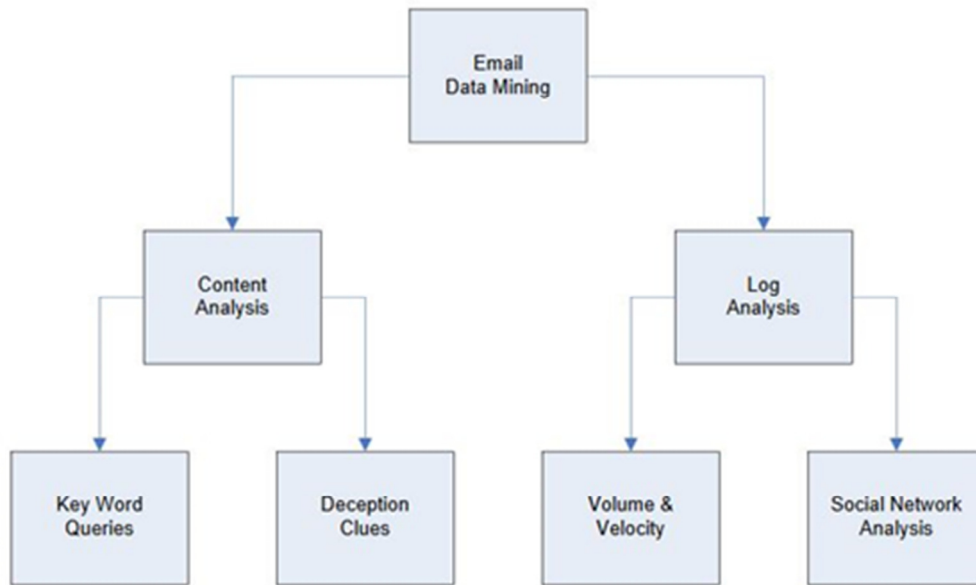 Email
Data Mining
Content
Analysis
Log
Analysis
Key Word
Queries
Deception
Clues
Volume &
Velocity
Social Network
Analysis